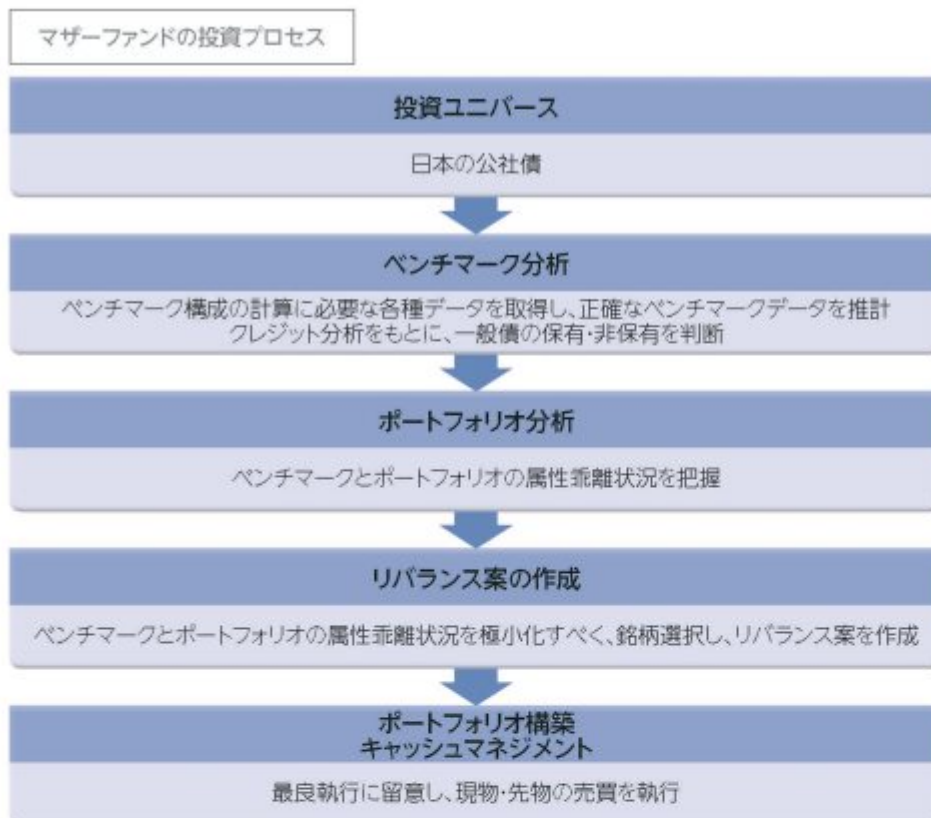 マザーファンドの投資プロセス
投資ユニバース
日本の公社債
ベンチマーク分析
ベンチマーク構成の計算に必要な各種データを取得し、正確なベンチマークデータを推計
クレジット分析をもとに、一般債の保有・非保有を判断
ポートフォリオ分析
ベンチマークとポートフォリオの属性乖離状況を把握
リバランス案の作成
ベンチマークとポートフォリオの属性乖離状況を極小化すべく、銘柄選択し、リバランス案を作成
ポートフォリオ構築
キャッシュマネジメント
最良執行に留意し、現物・先物の売買を執行